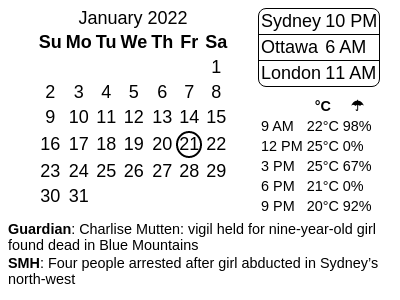 January 2022
Su Mo Tu We Th Fr Sa
1
2 3 4 5 6 7 8
9 10 11 12 13 14 15
16 17 18 19 20 21 22
23 24 25 26 27 28 29
30 31
Sydney 10 PM
Ottawa 6 AM
London 11 AM
°C ☂
9 AM 22°C 98%
12 PM 25°C 0%
3 PM 25°C 67%
6 PM 21°C 0%
9 PM 20°C 92%
Guardian: Charlise Mutten: vigil held for nine-year-old girl
found dead in Blue Mountains
SMH: Four people arrested after girl abducted in Sydney’s
north-west